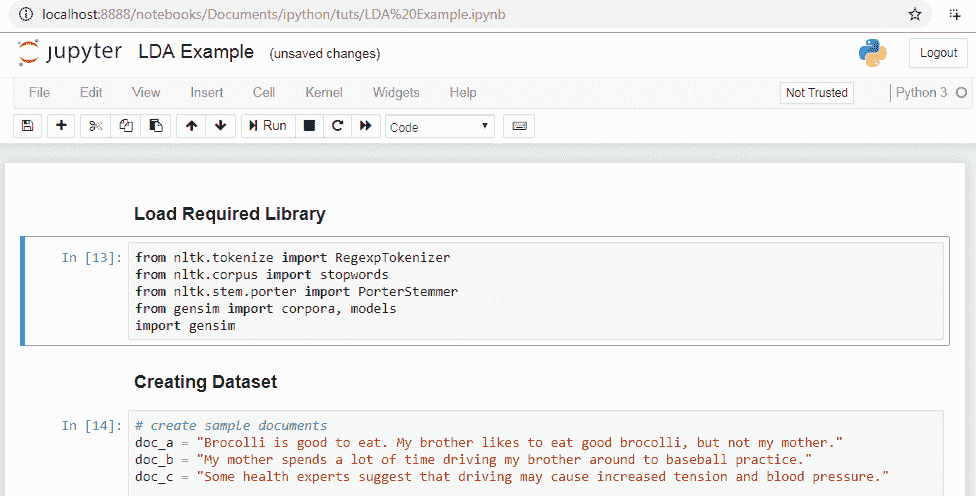 localhost:8888/notebooks/Documents/ipython/tuts/LDA%20Example.ipynb
jupyter LDA Example (unsaved changes) Logout
File Edit View Insert Cell Kernel Widgets Help Not Trusted Python 3
Run Code
Load Required Library
In [13]: from nltk.tokenize import RegexpTokenizer
from nltk.corpus import stopwords
from nltk.stem.porter import PorterStemmer
from gensim import corpora, models
import gensim
Creating Dataset
In [14]: # create sample documents
doc_a = "Brocolli is good to eat. My brother likes to eat good brocolli, but not my mother."
doc_b = "My mother spends a lot of time driving my brother around to baseball practice."
doc_c = "Some health experts suggest that driving may cause increased tension and blood pressure."